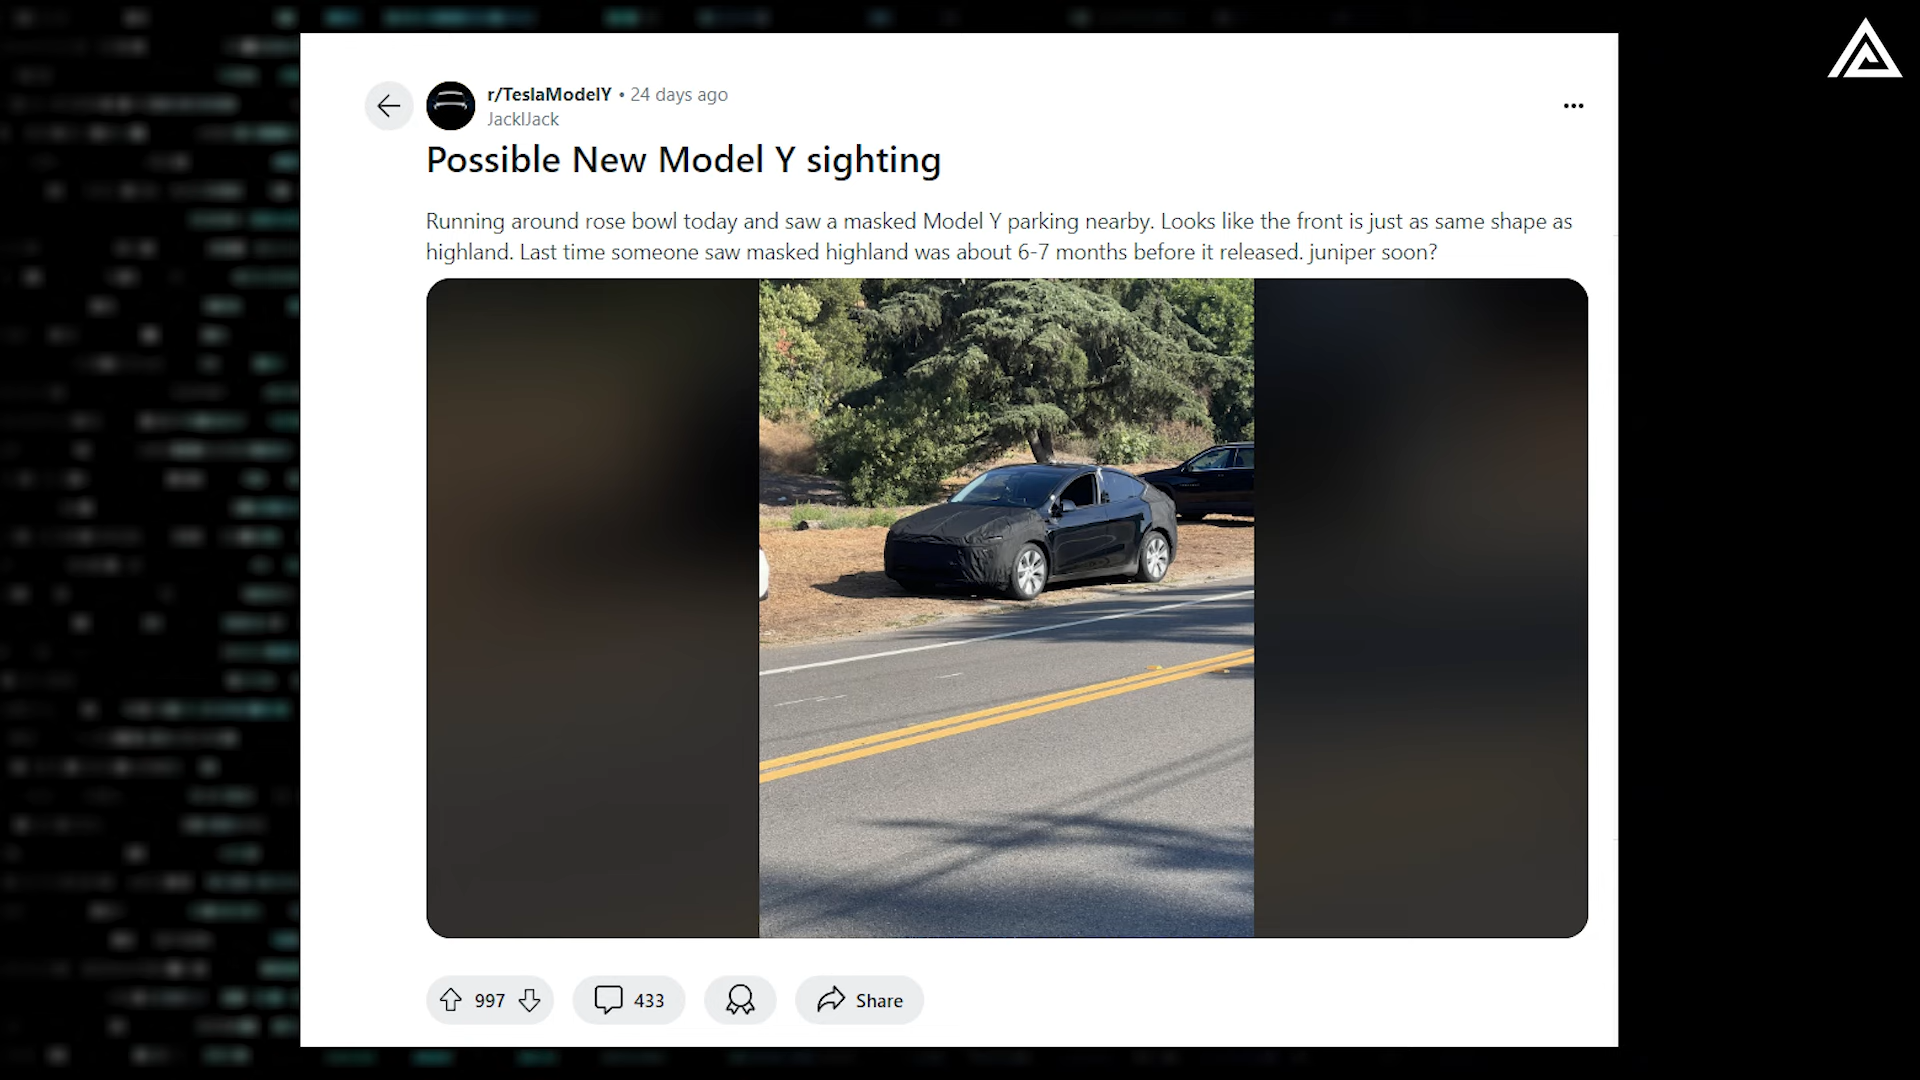 r/TeslaModelY • 24 days ago
JackIJack
Possible New Model Y sighting
Running around rose bowl today and saw a masked Model Y parking nearby. Looks like the front is just as same shape as
highland. Last time someone saw masked highland was about 6-7 months before it released. juniper soon?
997
433
Share